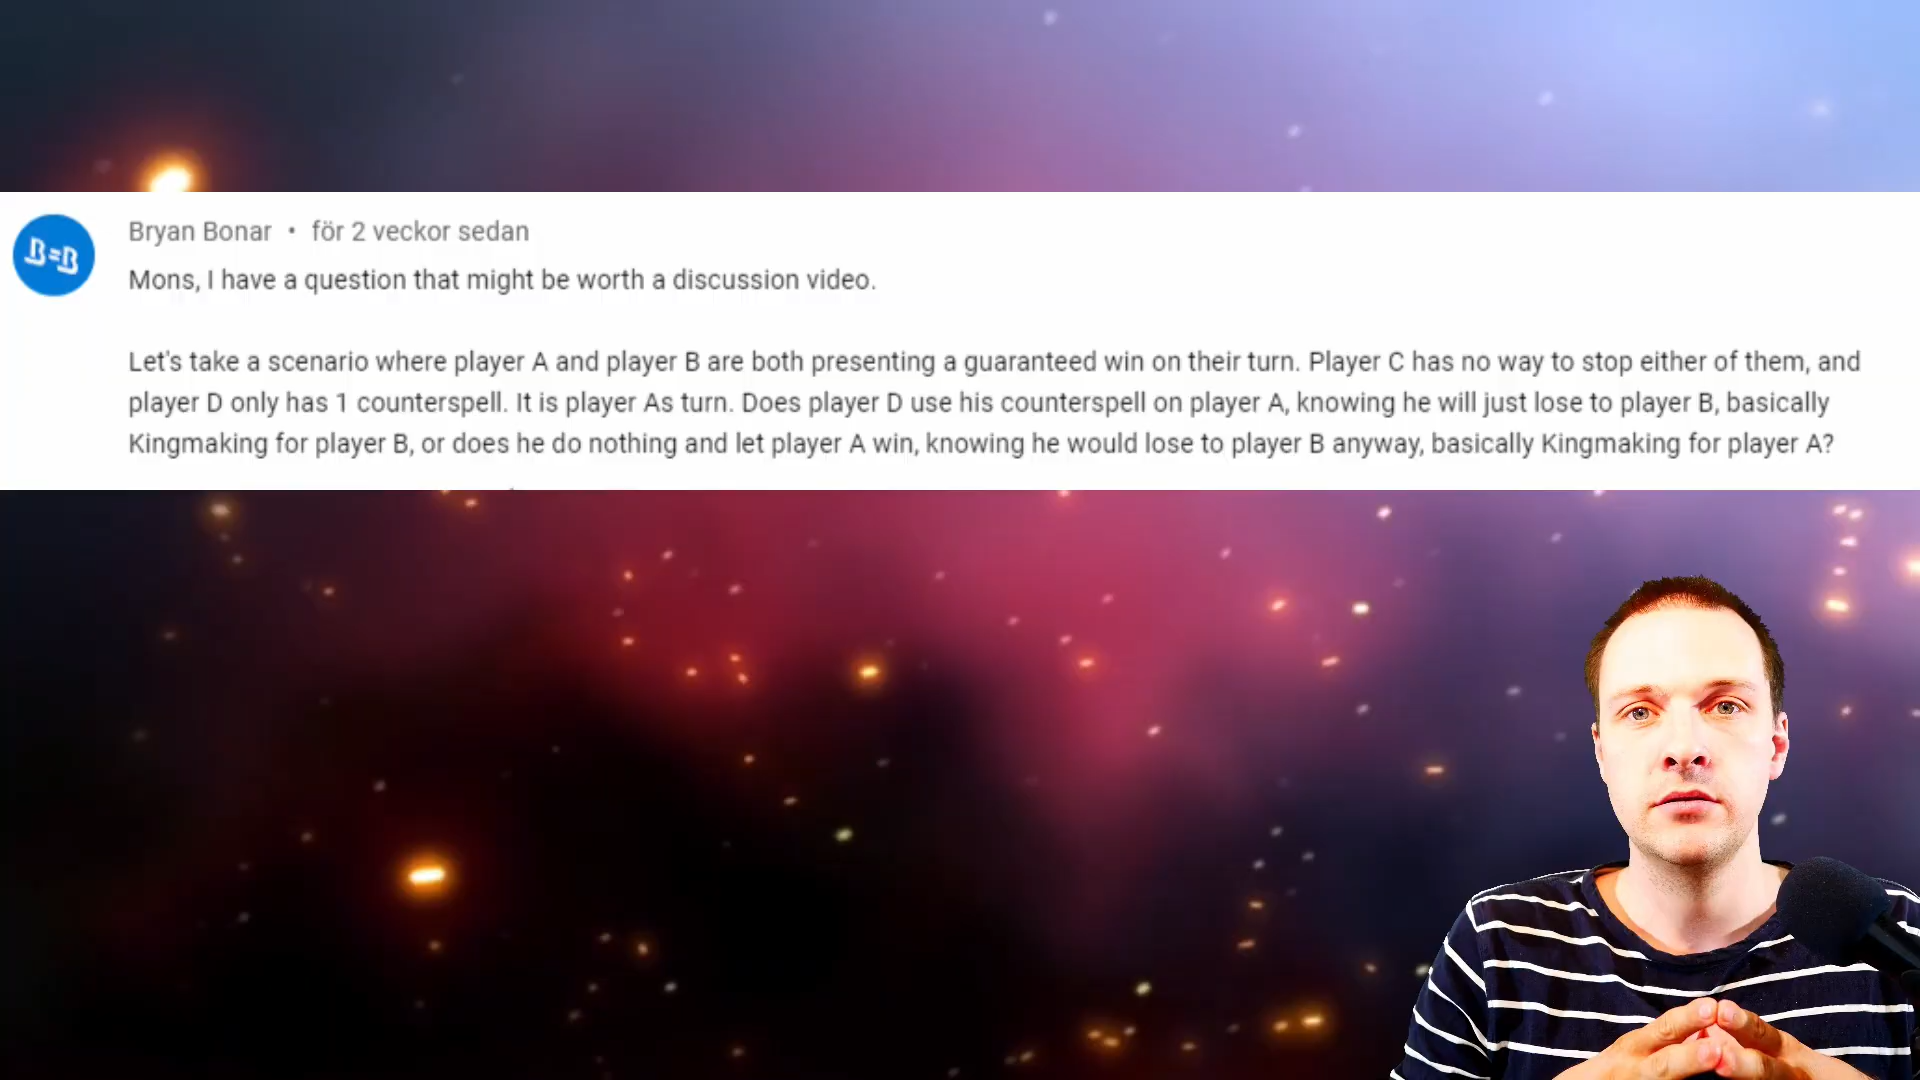 B=B
Bryan Bonar • för 2 veckor sedan
Mons, I have a question that might be worth a discussion video.
Let's take a scenario where player A and player B are both presenting a guaranteed win on their turn. Player C has no way to stop either of them, and
player D only has 1 counterspell. It is player As turn. Does player D use his counterspell on player A, knowing he will just lose to player B, basically
Kingmaking for player B, or does he do nothing and let player A win, knowing he would lose to player B anyway, basically Kingmaking for player A?